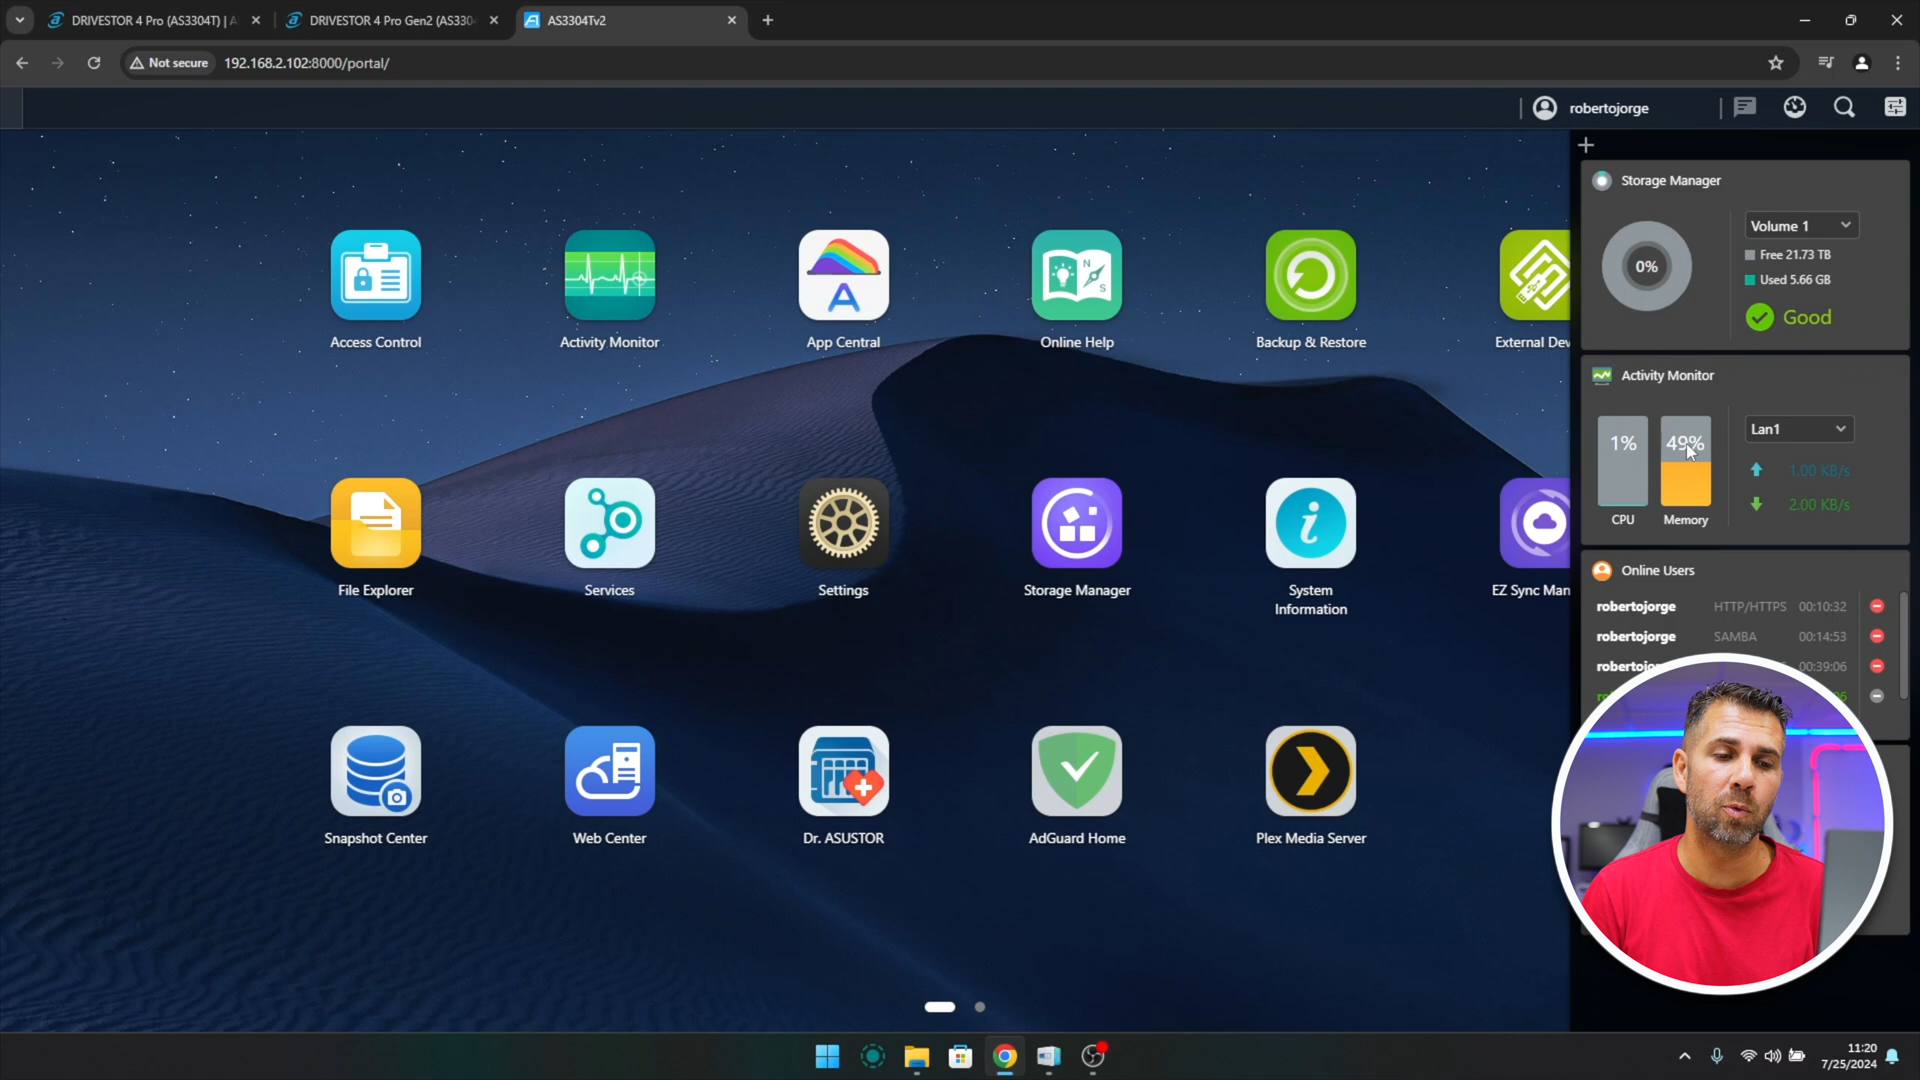 DRIVESTOR 4 Pro (AS3304T) | A
DRIVESTOR 4 Pro Gen2 (AS330
AS3304Tv2
Not secure
192.168.2.102:8000/portal/
robertojorge
Storage Manager
0%
Volume 1
Free 21.73 TB
Used 5.66 GB
Good
Access Control
Activity Monitor
App Central
Online Help
Backup & Restore
External Dev
Activity Monitor
1%
49%
CPU
Memory
Lan1
1.00 KB/s
2.00 KB/s
File Explorer
Services
Settings
Storage Manager
System
Information
EZ Sync Man
Online Users
robertojorge HTTP/HTTPS 00:10:32
robertojorge SAMBA 00:14:53
robertojo 00:39:06
Snapshot Center
Web Center
Dr. ASUSTOR
AdGuard Home
Plex Media Server
11:20
7/25/2024